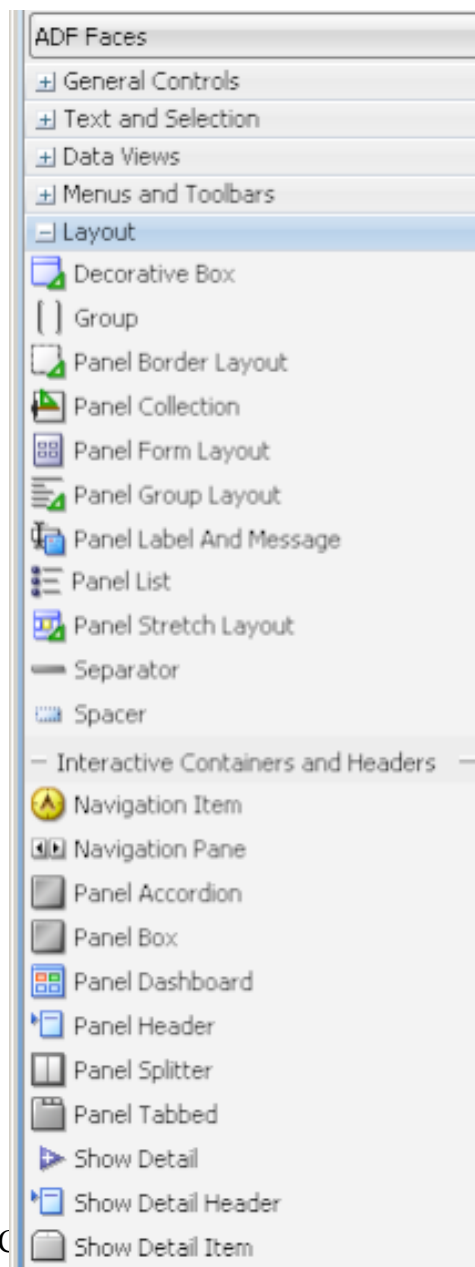 ADF Faces
General Controls
Text and Selection
Data Views
Menus and Toolbars
Layout
Decorative Box
Group
Panel Border Layout
Panel Collection
Panel Form Layout
Panel Group Layout
Panel Label And Message
Panel List
Panel Stretch Layout
Separator
Spacer
Interactive Containers and Headers
Navigation Item
Navigation Pane
Panel Accordion
Panel Box
Panel Dashboard
Panel Header
Panel Splitter
Panel Tabbed
Show Detail
Show Detail Header
Show Detail Item